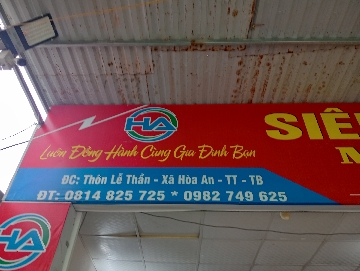 HA
SIÊ
Luôn Đồng Hành Cùng Gia Đình Bạn
ĐC: Thôn Lễ Thần - Xã Hòa An - TT - TB
ĐT: 0814 825 725 * 0982 749 625
HA